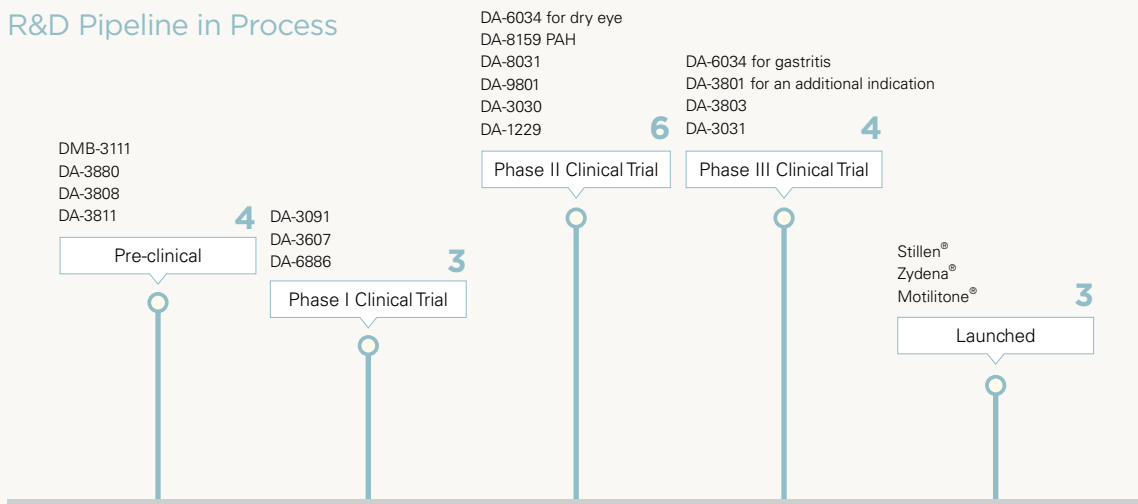 R&D Pipeline in Process
DMB-3111
DA-3880
DA-3808
DA-3811
4
Pre-clinical
DA-3091
DA-3607
DA-6886
3
Phase I Clinical Trial
DA-6034 for dry eye
DA-8159 PAH
DA-8031
DA-9801
DA-3030
DA-1229
6
Phase II Clinical Trial
DA-6034 for gastritis
DA-3801 for an additional indication
DA-3803
DA-3031
4
Phase III Clinical Trial
Stillen®
Zydena®
Motilitone®
3
Launched